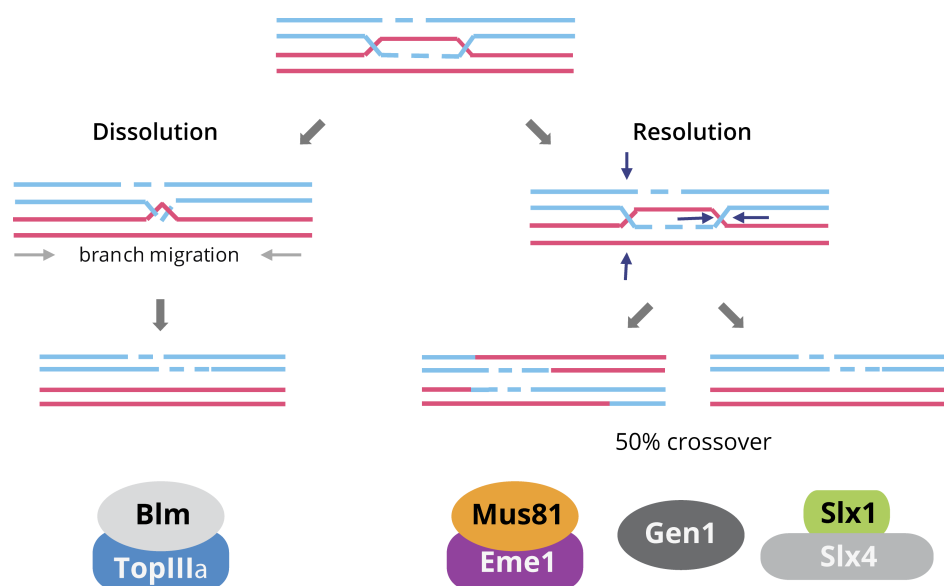 Dissolution
Resolution
branch migration
50% crossover
Blm
TopIIIa
Mus81
Eme1
Gen1
Slx1
Slx4